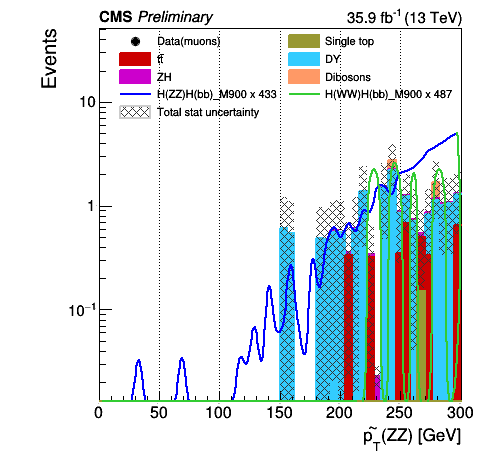 CMS Preliminary 35.9 fb⁻¹ (13 TeV)
Events
Data(muons) Single top
tt̄ DY
ZH Dibosons
H(ZZ)H(bb)_M900 x 433 H(WW)H(bb)_M900 x 487
Total stat uncertainty
10
1
10⁻¹
0 50 100 150 200 250 300
p̃_T(ZZ) [GeV]